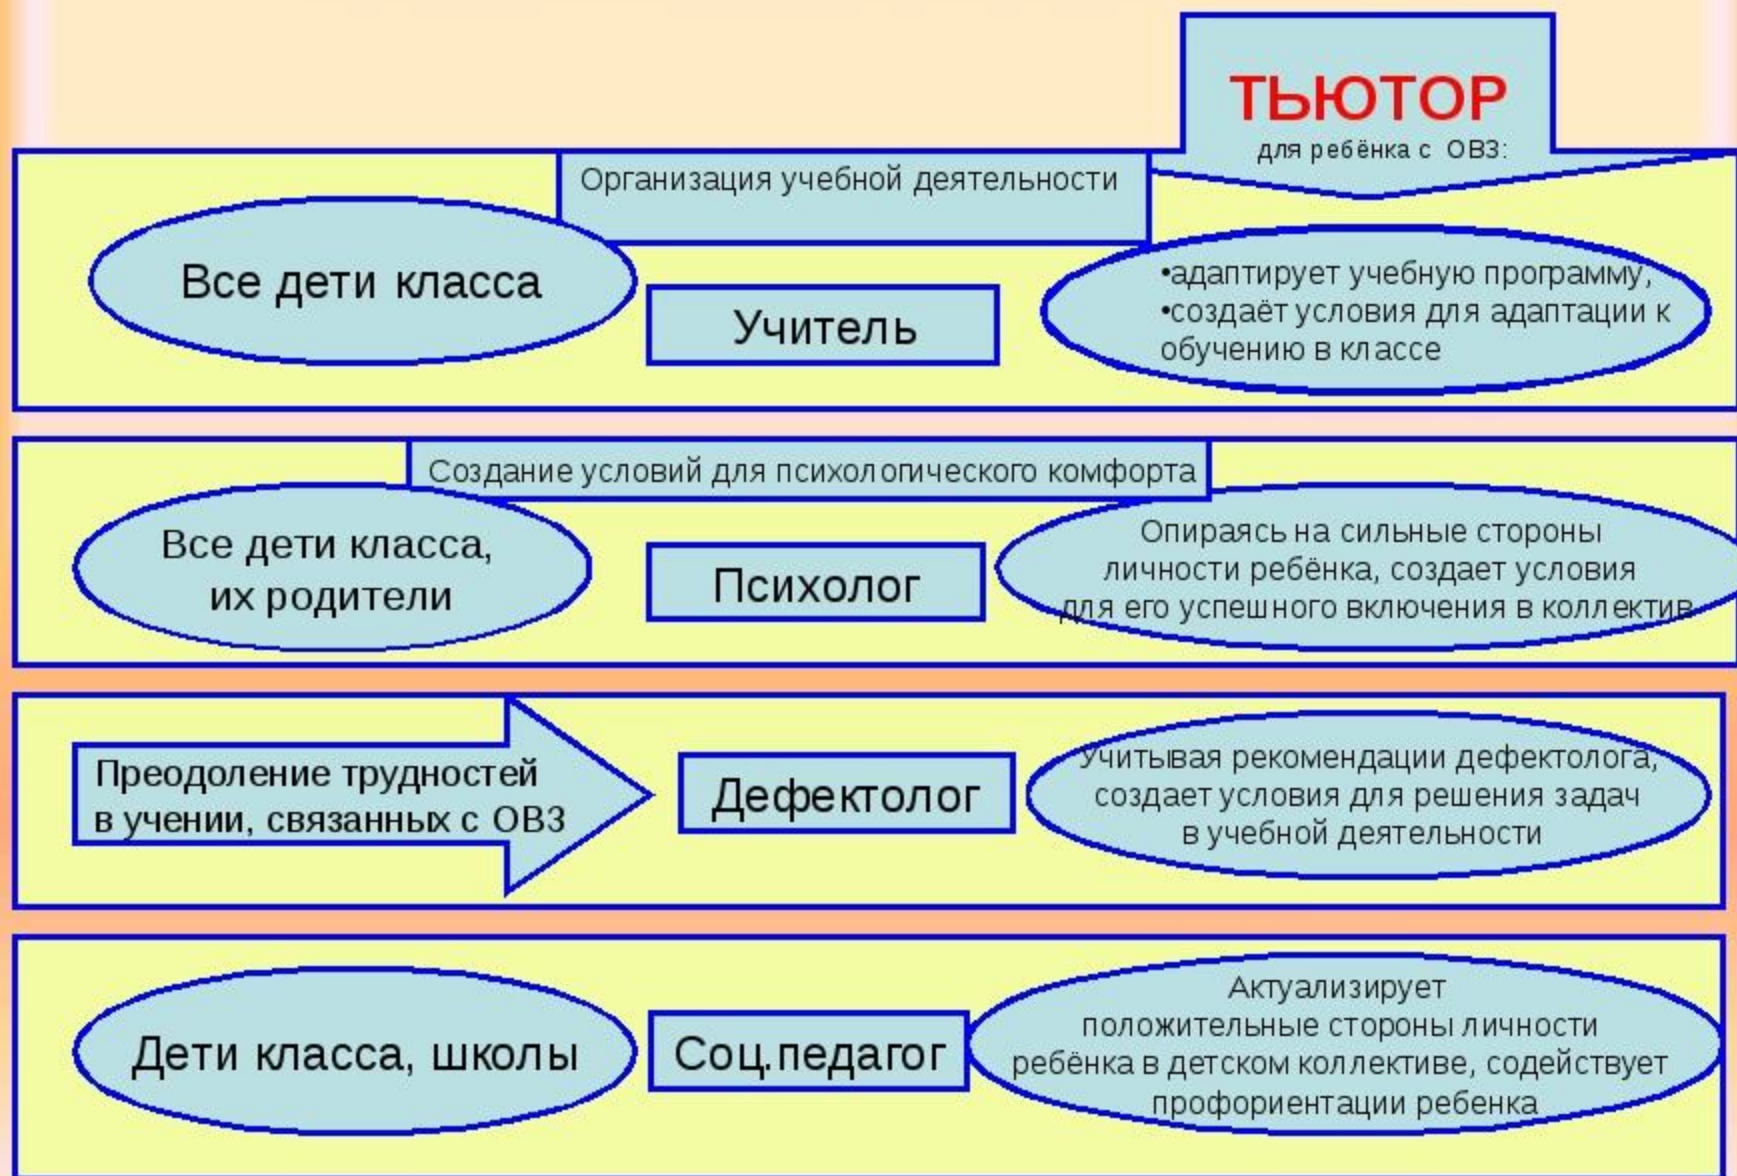 ТЬЮТОР
для ребёнка с ОВЗ:
Организация учебной деятельности
Все дети класса
Учитель
•адаптирует учебную программу,
•создаёт условия для адаптации к
обучению в классе
Создание условий для психологического комфорта
Все дети класса,
их родители
Психолог
Опираясь на сильные стороны
личности ребёнка, создает условия
для его успешного включения в коллектив
Преодоление трудностей
в учении, связанных с ОВЗ
Дефектолог
Учитывая рекомендации дефектолога,
создает условия для решения задач
в учебной деятельности
Дети класса, школы
Соц.педагог
Актуализирует
положительные стороны личности
ребёнка в детском коллективе, содействует
профориентации ребенка